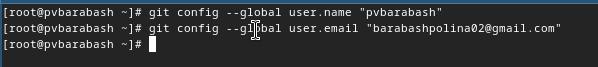 [root@pvbarabash ~]# git config --global user.name "pvbarabash"
[root@pvbarabash ~]# git config --global user.email "barabashpolina02@gmail.com"
[root@pvbarabash ~]#